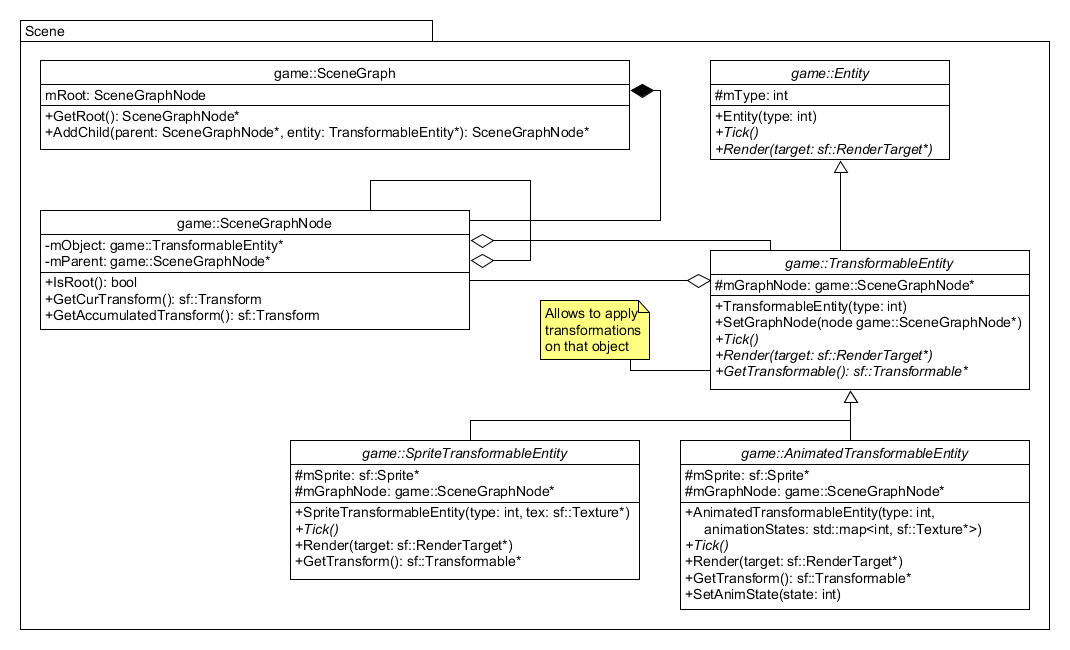 Scene
game::SceneGraph
mRoot: SceneGraphNode
+GetRoot(): SceneGraphNode*
+AddChild(parent: SceneGraphNode*, entity: TransformableEntity*): SceneGraphNode*
game::Entity
#mType: int
+Entity(type: int)
+Tick()
+Render(target: sf::RenderTarget*)
game::SceneGraphNode
-mObject: game::TransformableEntity*
-mParent: game::SceneGraphNode*
+IsRoot(): bool
+GetCurTransform(): sf::Transform
+GetAccumulatedTransform(): sf::Transform
game::TransformableEntity
#mGraphNode: game::SceneGraphNode*
+TransformableEntity(type: int)
+SetGraphNode(node game::SceneGraphNode*)
+Tick()
+Render(target: sf::RenderTarget*)
+GetTransformable(): sf::Transformable*
Allows to apply
transformations
on that object
game::SpriteTransformableEntity
#mSprite: sf::Sprite*
#mGraphNode: game::SceneGraphNode*
+SpriteTransformableEntity(type: int, tex: sf::Texture*)
+Tick()
+Render(target: sf::RenderTarget*)
+GetTransform(): sf::Transformable*
game::AnimatedTransformableEntity
#mSprite: sf::Sprite*
#mGraphNode: game::SceneGraphNode*
+AnimatedTransformableEntity(type: int,
animationStates: std::map<int, sf::Texture*>)
+Tick()
+Render(target: sf::RenderTarget*)
+GetTransform(): sf::Transformable*
+SetAnimState(state: int)